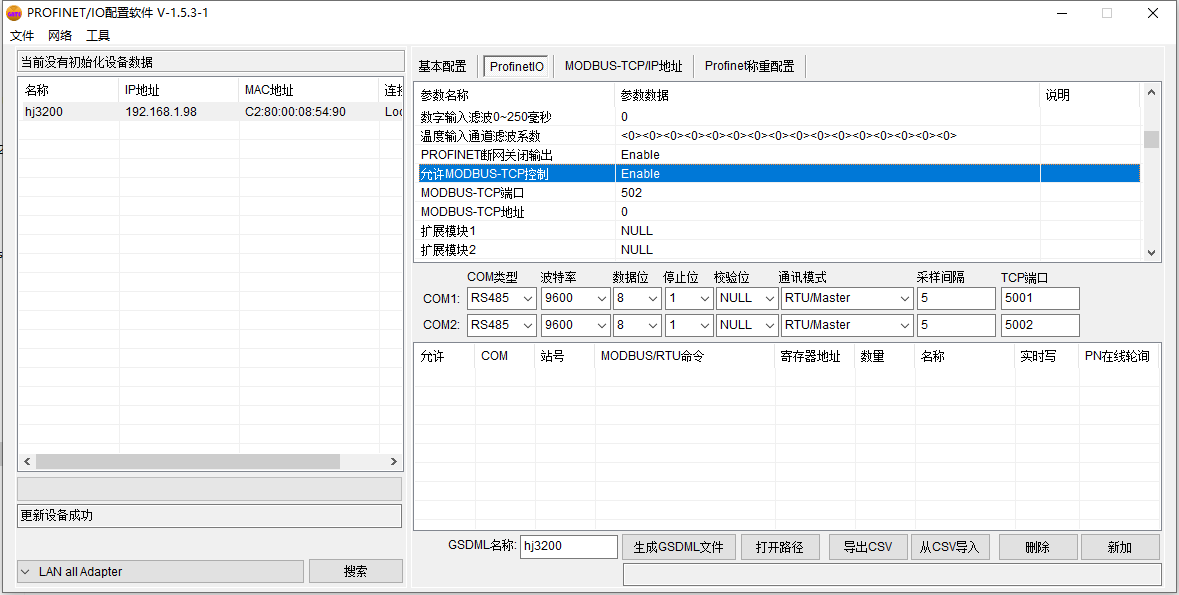 PROFINET/IO配置软件 V-1.5.3-1
文件 网络 工具
当前没有初始化设备数据
名称 IP地址 MAC地址 连接
hj3200 192.168.1.98 C2:80:00:08:54:90 Loc
更新设备成功
LAN all Adapter 搜索
基本配置 ProfinetIO MODBUS-TCP/IP地址 Profinet称重配置
参数名称 参数数据 说明
数字输入滤波0~250毫秒 0
温度输入通道滤波系数 <0><0><0><0><0><0><0><0><0><0><0><0><0><0><0><0>
PROFINET断网关闭输出 Enable
允许MODBUS-TCP控制 Enable
MODBUS-TCP端口 502
MODBUS-TCP地址 0
扩展模块1 NULL
扩展模块2 NULL
COM类型 波特率 数据位 停止位 校验位 通讯模式 采样间隔 TCP端口
COM1: RS485 9600 8 1 NULL RTU/Master 5 5001
COM2: RS485 9600 8 1 NULL RTU/Master 5 5002
允许 COM 站号 MODBUS/RTU命令 寄存器地址 数量 名称 实时写 PN在线轮询
GSDML名称: hj3200 生成GSDML文件 打开路径 导出CSV 从CSV导入 删除 新加